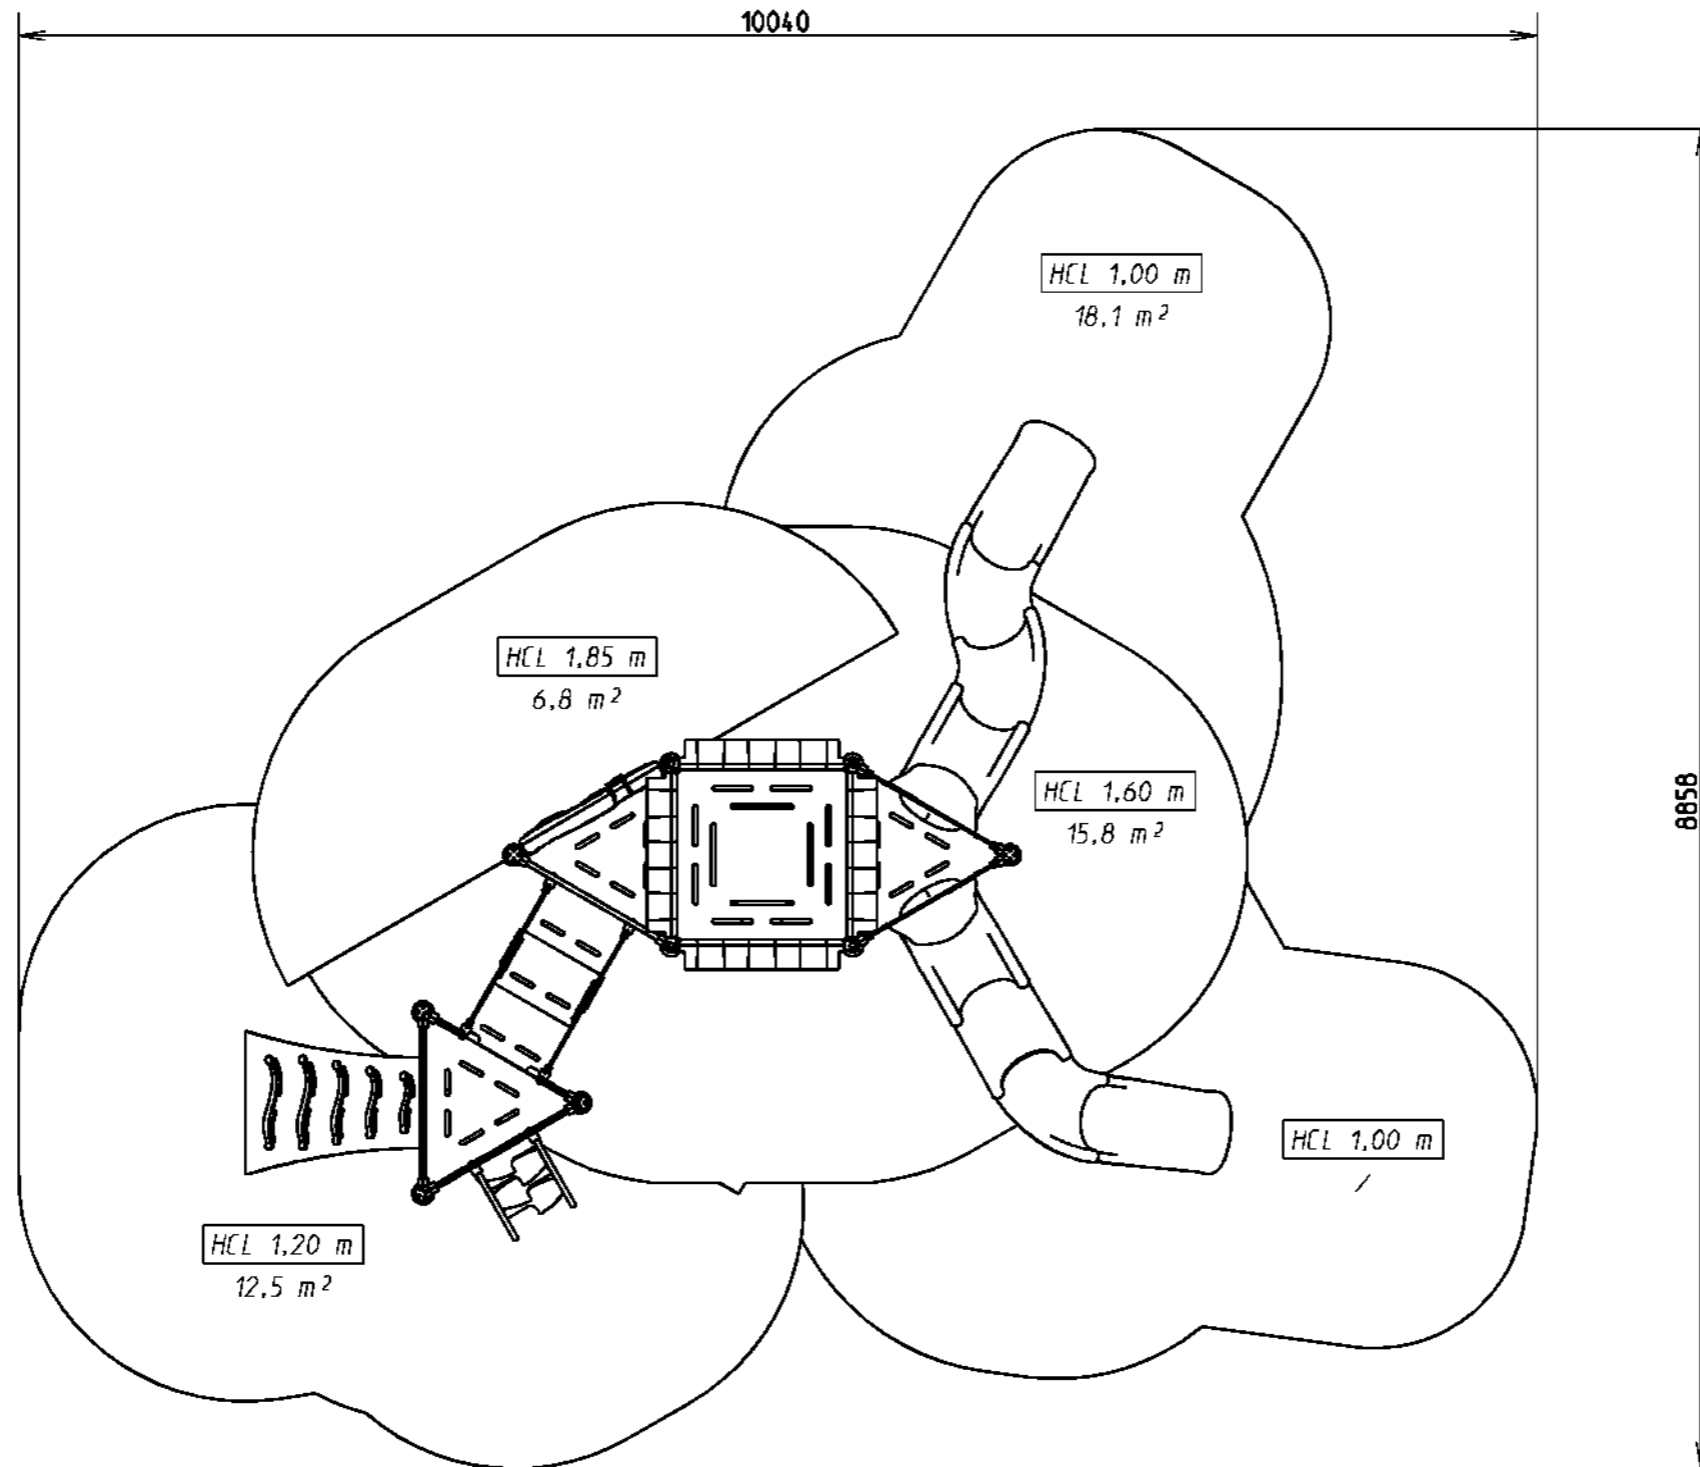 10040
HCL 1,00 m
18,1 m²
HCL 1,85 m
6,8 m²
HCL 1,60 m
15,8 m²
8858
HCL 1,00 m
/
HCL 1,20 m
12,5 m²